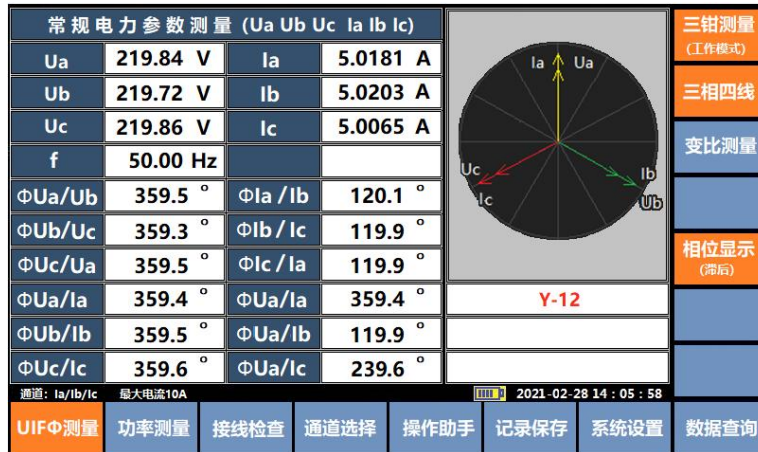 常规电力参数测量 (Ua Ub Uc Ia Ib Ic)
Ua 219.84 V Ia 5.0181 A
Ub 219.72 V Ib 5.0203 A
Uc 219.86 V Ic 5.0065 A
f 50.00 Hz
ΦUa/Ub 359.5 ° ΦIa/Ib 120.1 °
ΦUb/Uc 359.3 ° ΦIb/Ic 119.9 °
ΦUc/Ua 359.5 ° ΦIc/Ia 119.9 °
ΦUa/Ia 359.4 ° ΦUa/Ia 359.4 °
ΦUb/Ib 359.5 ° ΦUa/Ib 119.9 °
ΦUc/Ic 359.6 ° ΦUa/Ic 239.6 °
Ia Ua
Uc Ib
Ic Ub
Y-12
三钳测量
(工作模式)
三相四线
变比测量
相位显示
(滞后)
通道: Ia/Ib/Ic 最大电流10A 2021-02-28 14:05:58
UIFΦ测量 功率测量 接线检查 通道选择 操作助手 记录保存 系统设置 数据查询